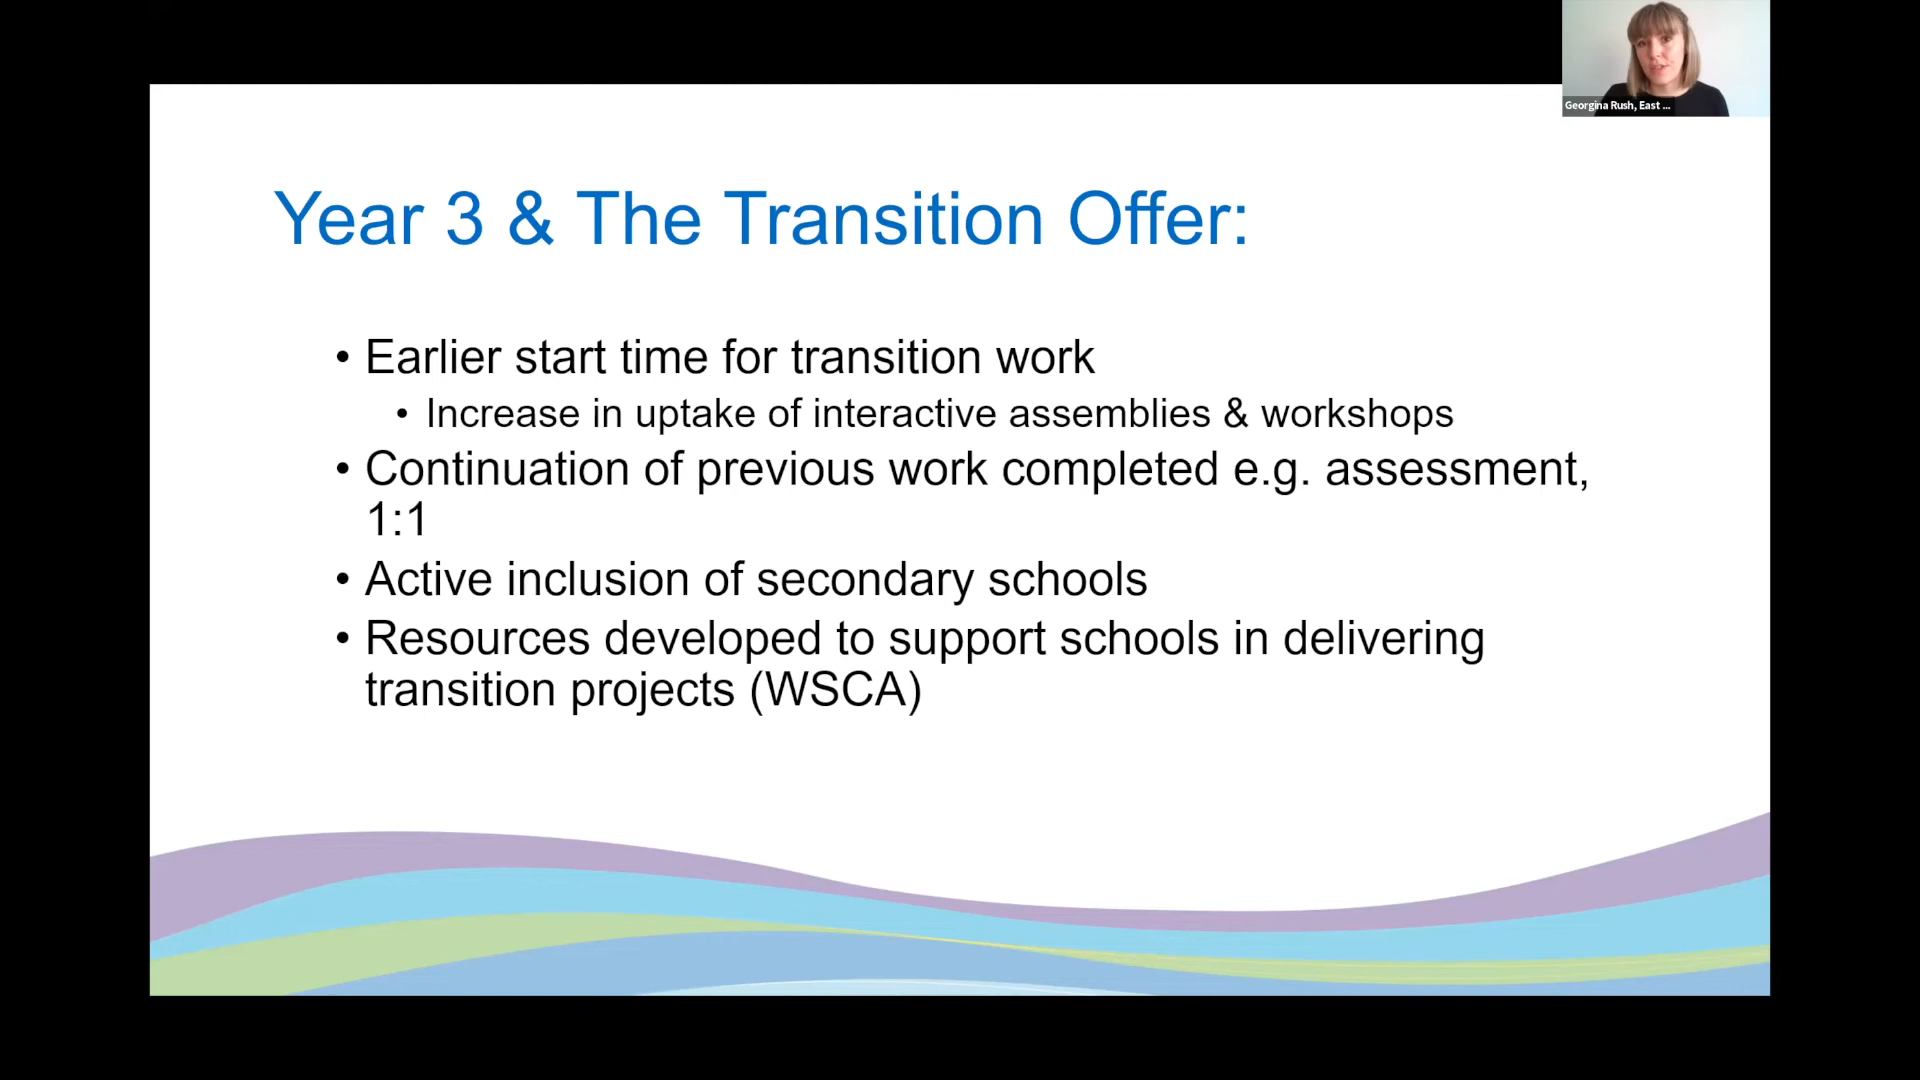 Georgina Rush, East ...
Year 3 & The Transition Offer:
• Earlier start time for transition work
• Increase in uptake of interactive assemblies & workshops
• Continuation of previous work completed e.g. assessment,
1:1
• Active inclusion of secondary schools
• Resources developed to support schools in delivering
transition projects (WSCA)